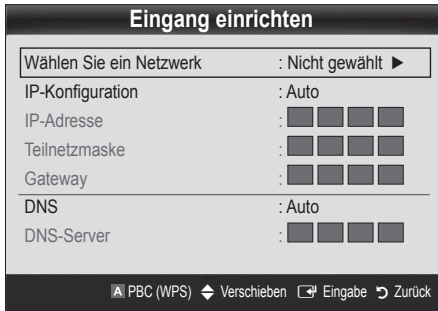 Eingang einrichten
Wählen Sie ein Netzwerk : Nicht gewählt ►
IP-Konfiguration : Auto
IP-Adresse :
Teilnetzmaske :
Gateway :
DNS : Auto
DNS-Server :
A PBC (WPS) Verschieben Eingabe Zurück